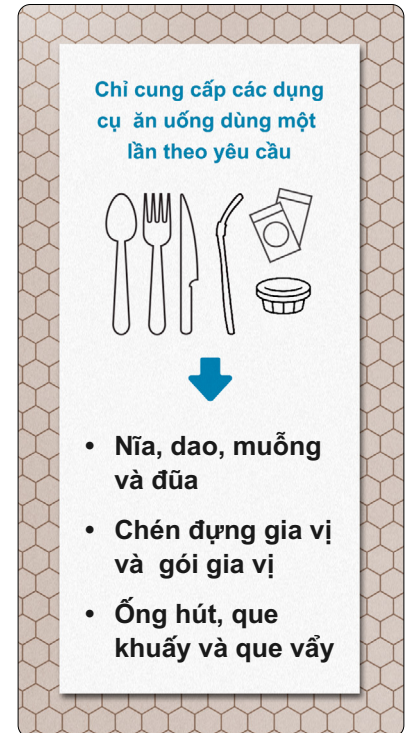 Chỉ cung cấp các dụng
cụ ăn uống dùng một
lần theo yêu cầu
• Nĩa, dao, muỗng
và đũa
• Chén đựng gia vị
và gói gia vị
• Ống hút, que
khuấy và que vẩy